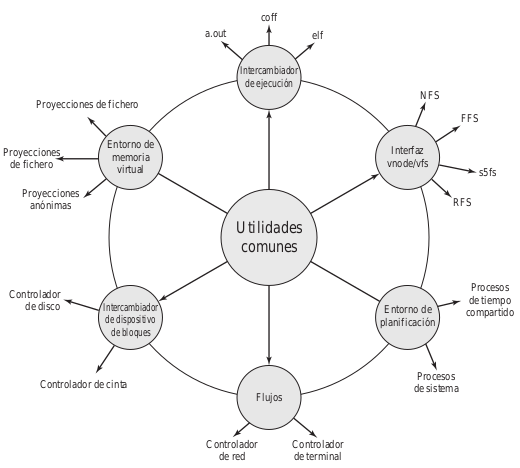 coff
a.out
elf
Intercambiador
de ejecución
Proyecciones de fichero
NFS
FFS
Entorno de
memoria
virtual
Interfaz
vnode/vfs
Proyecciones
de fichero
s5fs
Proyecciones
anónimas
RFS
Utilidades
comunes
Controlador
de disco
Intercambiador
de dispositivo
de bloques
Entorno de
planificación
Procesos
de tiempo
compartido
Controlador de cinta
Procesos
de sistema
Flujos
Controlador
de red
Controlador
de terminal